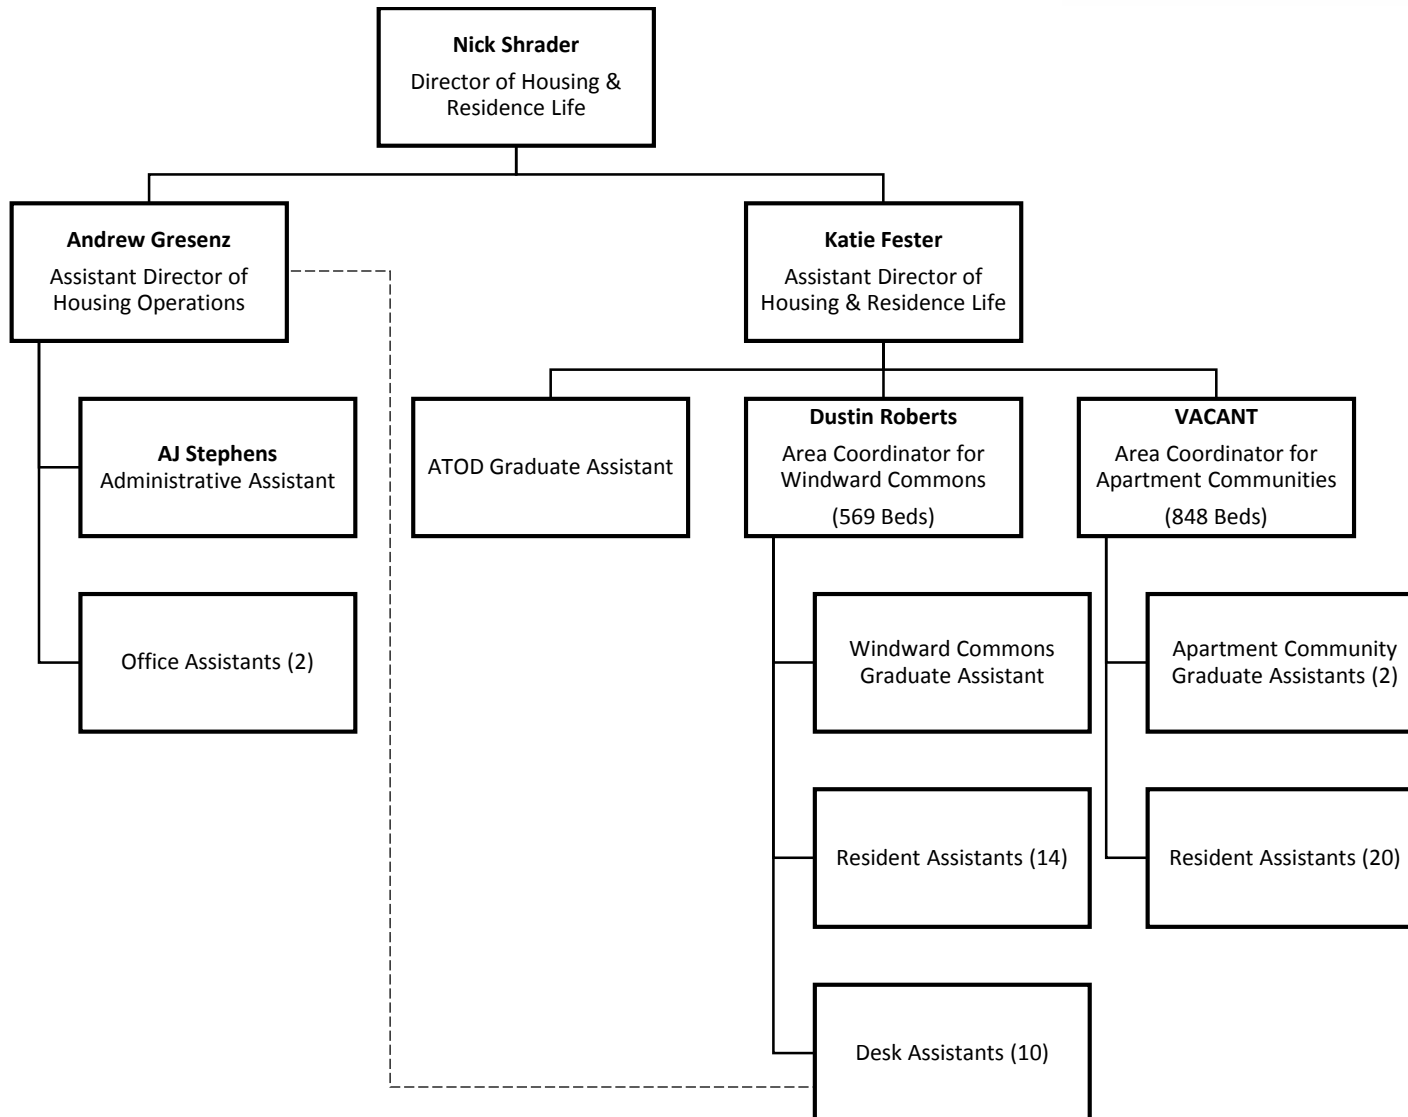 Nick Shrader
Director of Housing &
Residence Life
Andrew Gresenz
Assistant Director of
Housing Operations
Katie Fester
Assistant Director of
Housing & Residence Life
AJ Stephens
Administrative Assistant
ATOD Graduate Assistant
Dustin Roberts
Area Coordinator for
Windward Commons
(569 Beds)
VACANT
Area Coordinator for
Apartment Communities
(848 Beds)
Office Assistants (2)
Windward Commons
Graduate Assistant
Apartment Community
Graduate Assistants (2)
Resident Assistants (14)
Resident Assistants (20)
Desk Assistants (10)